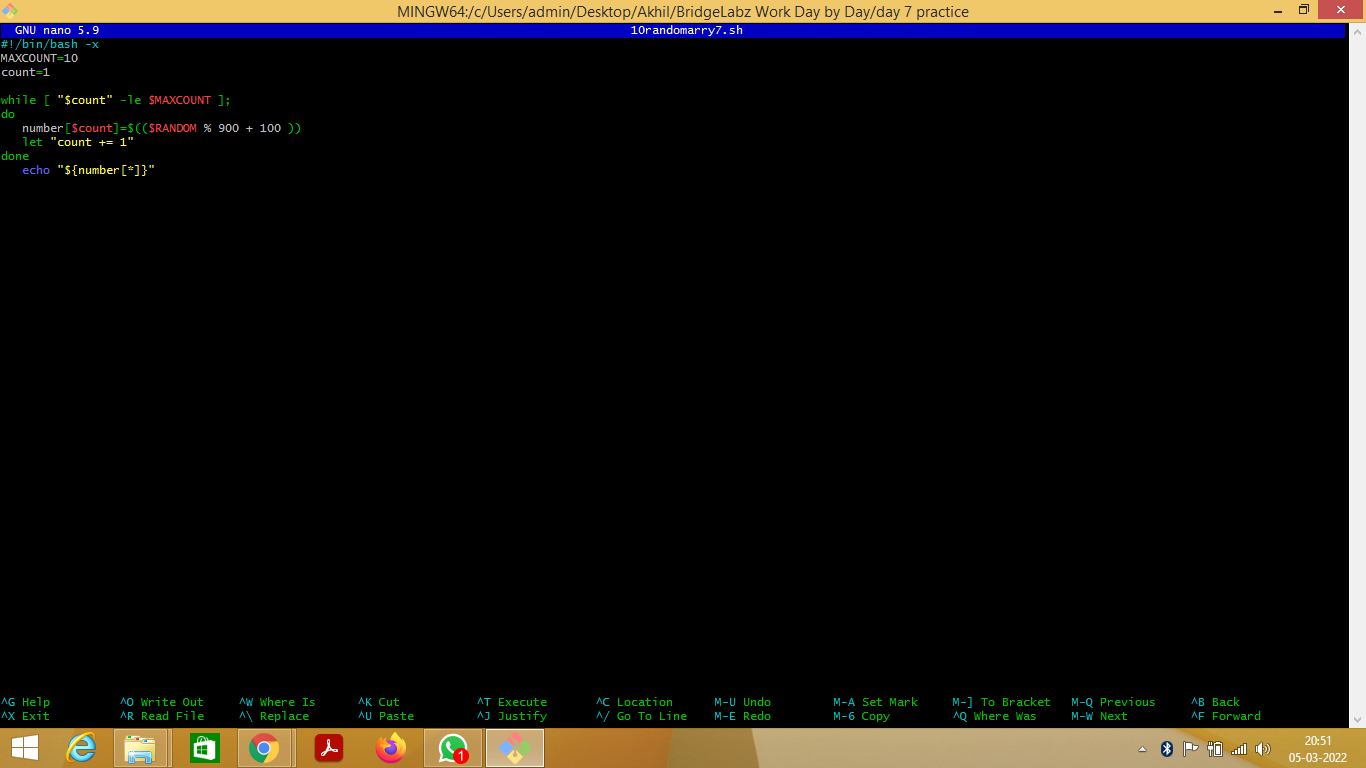 MINGW64:/c/Users/admin/Desktop/Akhil/BridgeLabz Work Day by Day/day 7 practice
GNU nano 5.9 10randomarry7.sh
#!/bin/bash -x
MAXCOUNT=10
count=1
while [ "$count" -le $MAXCOUNT ];
do
number[$count]=$(($RANDOM % 900 + 100 ))
let "count += 1"
done
echo "${number[*]}"
^G Help ^O Write Out ^W Where Is ^K Cut ^T Execute ^C Location M-U Undo M-A Set Mark M-] To Bracket M-Q Previous ^B Back
^X Exit ^R Read File ^\ Replace ^U Paste ^J Justify ^/ Go To Line M-E Redo M-6 Copy ^Q Where Was M-W Next ^F Forward
1
20:51
05-03-2022